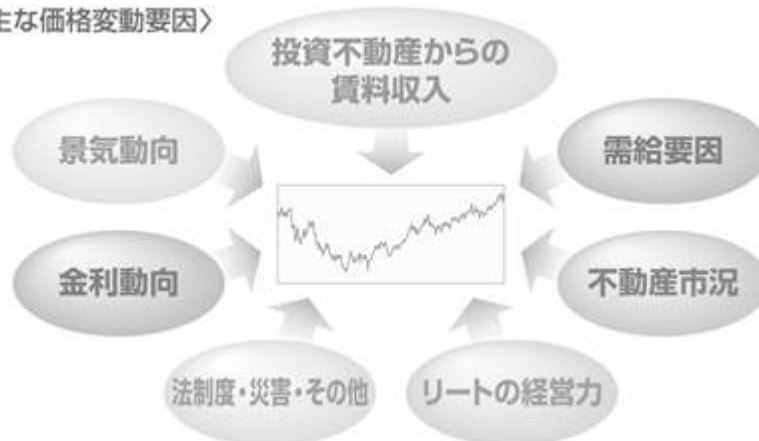 主な価格変動要因〉
投資不動産からの
賃料収入
景気動向
需給要因
金利動向
不動産市況
法制度・災害・その他
リートの経営力